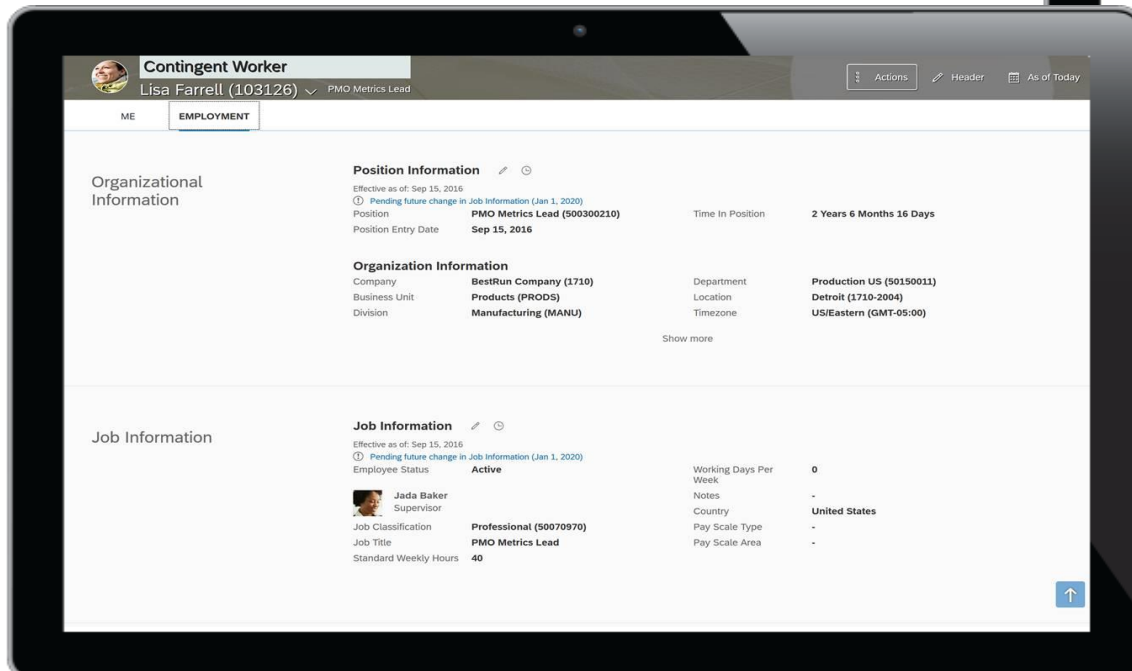 Contingent Worker
Lisa Farrell (103126) PMO Metrics Lead
Actions Header As of Today
ME EMPLOYMENT
Organizational
Information
Position Information
Effective as of: Sep 15, 2016
Pending future change in Job Information (Jan 1, 2020)
Position PMO Metrics Lead (500300210) Time In Position 2 Years 6 Months 16 Days
Position Entry Date Sep 15, 2016
Organization Information
Company BestRun Company (1710) Department Production US (50150011)
Business Unit Products (PRODS) Location Detroit (1710-2004)
Division Manufacturing (MANU) Timezone US/Eastern (GMT-05:00)
Show more
Job Information
Job Information
Effective as of: Sep 15, 2016
Pending future change in Job Information (Jan 1, 2020)
Employee Status Active Working Days Per
Week 0
Jada Baker
Supervisor
Notes -
Country United States
Job Classification Professional (50070970) Pay Scale Type -
Job Title PMO Metrics Lead Pay Scale Area -
Standard Weekly Hours 40